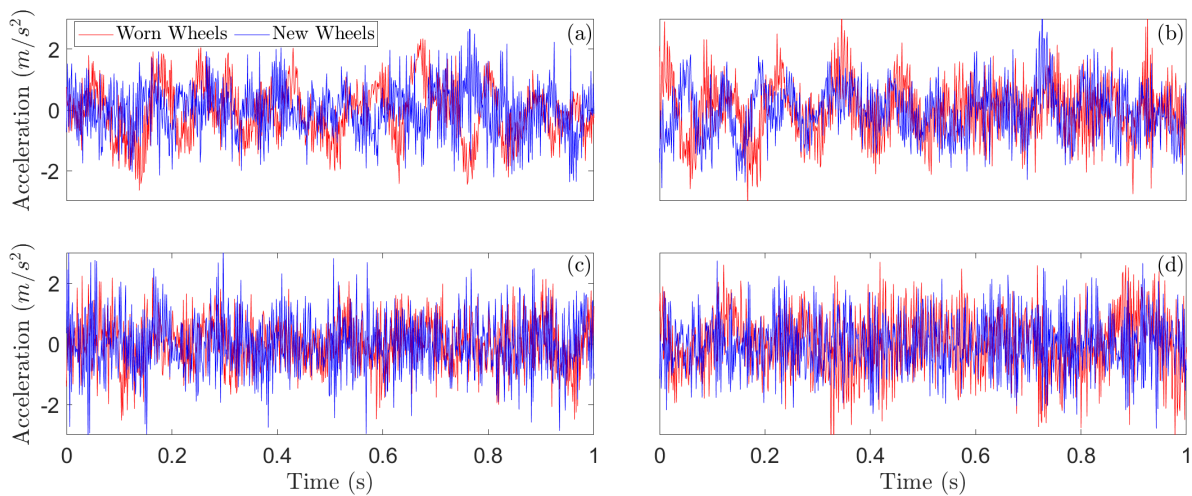 Worn Wheels New Wheels (a) (b)
Acceleration (m/s²)
2
0
-2
Acceleration (m/s²)
(c) (d)
2
0
-2
0 0.2 0.4 0.6 0.8 1 0 0.2 0.4 0.6 0.8 1
Time (s) Time (s)